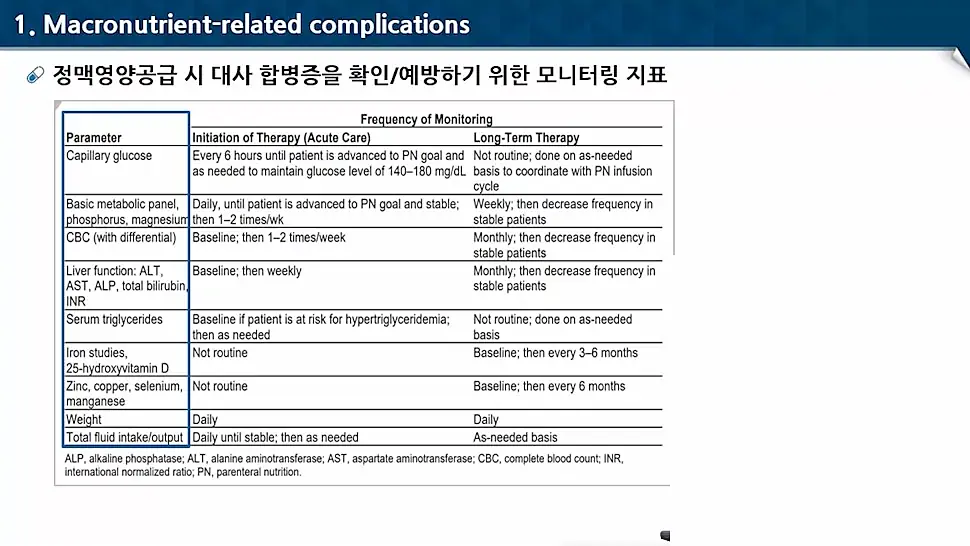 1. Macronutrient-related complications
정맥영양공급 시 대사 합병증을 확인/예방하기 위한 모니터링 지표
Frequency of Monitoring
Parameter Initiation of Therapy (Acute Care) Long-Term Therapy
Capillary glucose Every 6 hours until patient is advanced to PN goal and Not routine; done on as-needed
as needed to maintain glucose level of 140–180 mg/dL basis to coordinate with PN infusion
cycle
Basic metabolic panel, Daily, until patient is advanced to PN goal and stable; Weekly; then decrease frequency in
phosphorus, magnesium then 1–2 times/wk stable patients
CBC (with differential) Baseline; then 1–2 times/week Monthly; then decrease frequency in
stable patients
Liver function: ALT, Baseline; then weekly Monthly; then decrease frequency in
AST, ALP, total bilirubin, stable patients
INR
Serum triglycerides Baseline if patient is at risk for hypertriglyceridemia; Not routine; done on as-needed
then as needed basis
Iron studies, Not routine Baseline; then every 3–6 months
25-hydroxyvitamin D
Zinc, copper, selenium, Not routine Baseline; then every 6 months
manganese
Weight Daily Daily
Total fluid intake/output Daily until stable; then as needed As-needed basis
ALP, alkaline phosphatase; ALT, alanine aminotransferase; AST, aspartate aminotransferase; CBC, complete blood count; INR,
international normalized ratio; PN, parenteral nutrition.